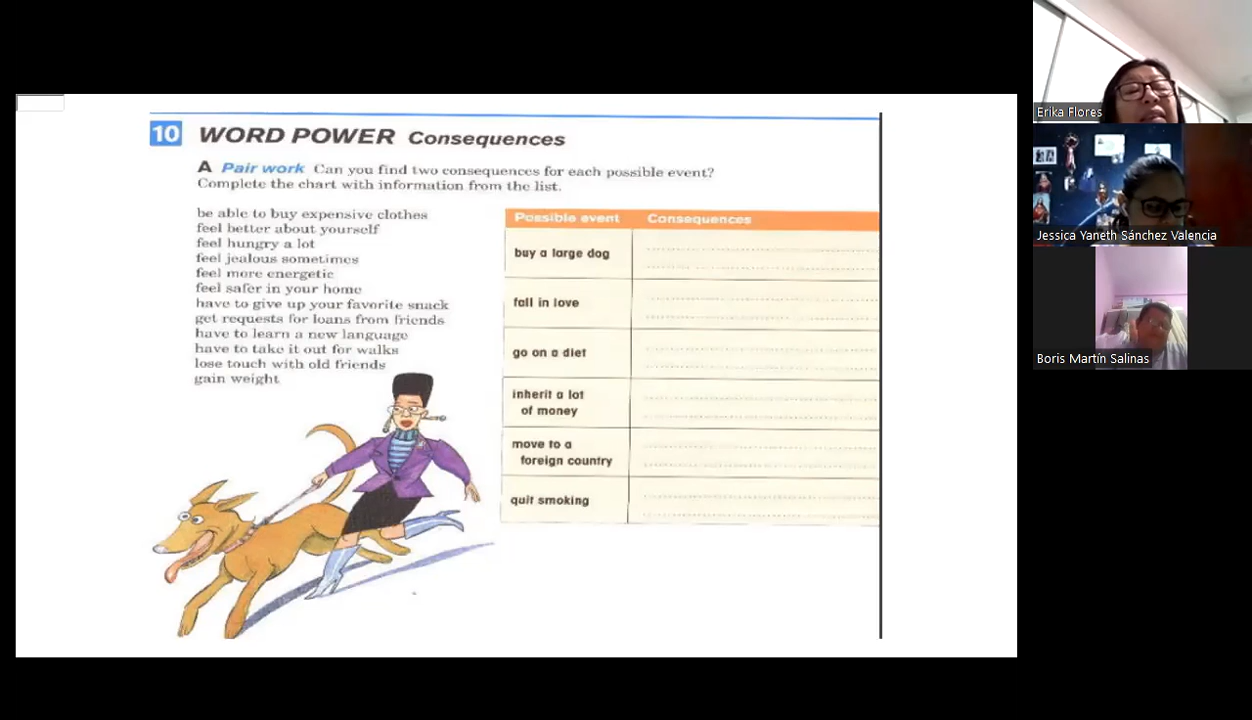 10 WORD POWER Consequences
A Pair work Can you find two consequences for each possible event?
Complete the chart with information from the list.
be able to buy expensive clothes
feel better about yourself
feel hungry a lot
feel jealous sometimes
feel more energetic
feel safer in your home
have to give up your favorite snack
get requests for loans from friends
have to learn a new language
have to take it out for walks
lose touch with old friends
gain weight
Possible event Consequences
buy a large dog
fall in love
go on a diet
inherit a lot
of money
move to a
foreign country
quit smoking
Erika Flores
Jessica Yaneth Sánchez Valencia
Boris Martín Salinas